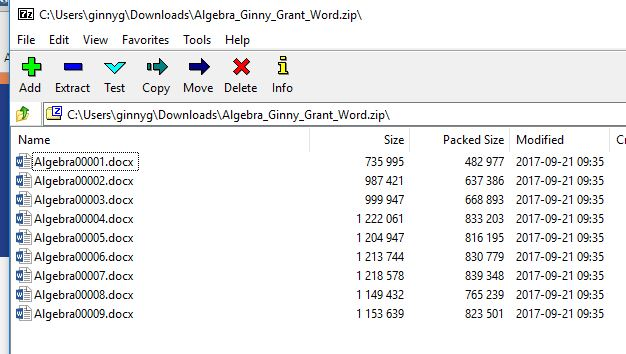 C:\Users\ginnyg\Downloads\Algebra_Ginny_Grant_Word.zip\
File Edit View Favorites Tools Help
Add Extract Test Copy Move Delete Info
C:\Users\ginnyg\Downloads\Algebra_Ginny_Grant_Word.zip\
Name Size Packed Size Modified
Algebra00001.docx 735 995 482 977 2017-09-21 09:35
Algebra00002.docx 987 421 637 386 2017-09-21 09:35
Algebra00003.docx 999 947 668 893 2017-09-21 09:35
Algebra00004.docx 1 222 061 833 203 2017-09-21 09:35
Algebra00005.docx 1 204 947 816 195 2017-09-21 09:35
Algebra00006.docx 1 213 744 830 779 2017-09-21 09:35
Algebra00007.docx 1 218 578 839 348 2017-09-21 09:35
Algebra00008.docx 1 149 432 765 239 2017-09-21 09:35
Algebra00009.docx 1 153 639 823 501 2017-09-21 09:35